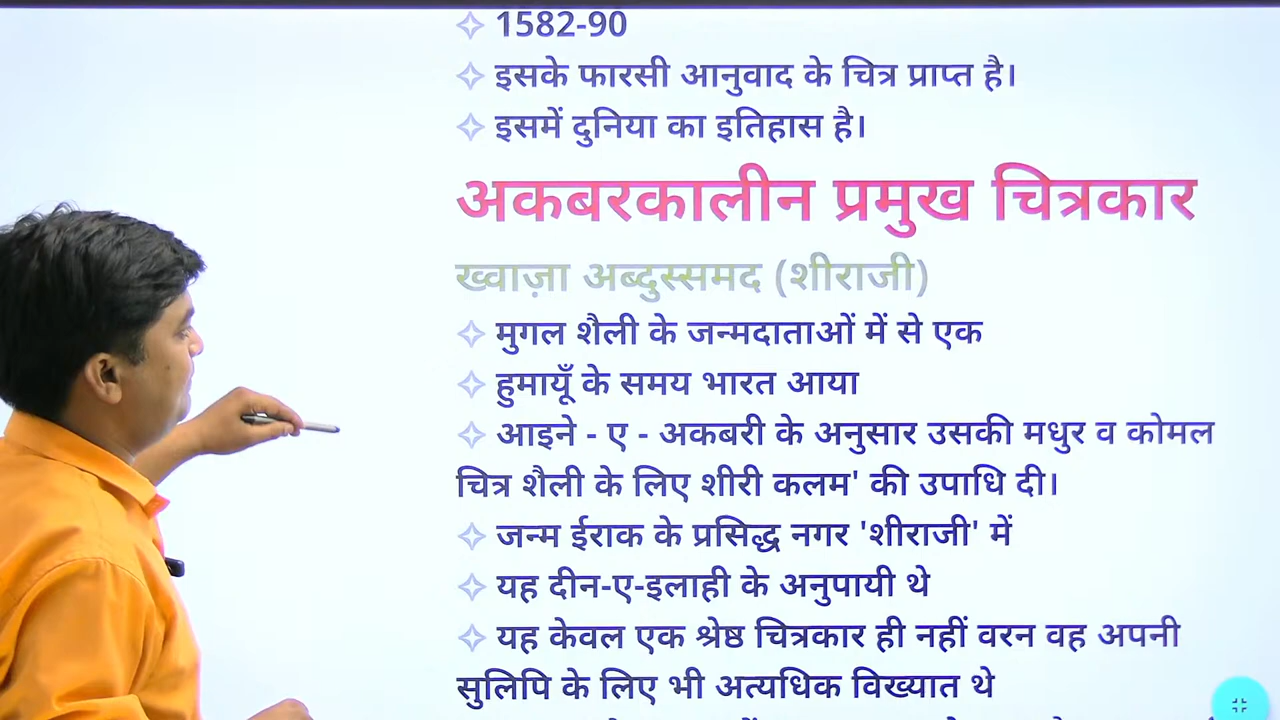 1582-90
इसके फारसी आनुवाद के चित्र प्राप्त है।
इसमें दुनिया का इतिहास है।
अकबरकालीन प्रमुख चित्रकार
ख्वाज़ा अब्दुस्समद (शीराजी)
मुगल शैली के जन्मदाताओं में से एक
हुमायूँ के समय भारत आया
आइने - ए - अकबरी के अनुसार उसकी मधुर व कोमल
चित्र शैली के लिए शीरी कलम' की उपाधि दी।
जन्म ईराक के प्रसिद्ध नगर 'शीराजी' में
यह दीन-ए-इलाही के अनुपायी थे
यह केवल एक श्रेष्ठ चित्रकार ही नहीं वरन वह अपनी
सुलिपि के लिए भी अत्यधिक विख्यात थे